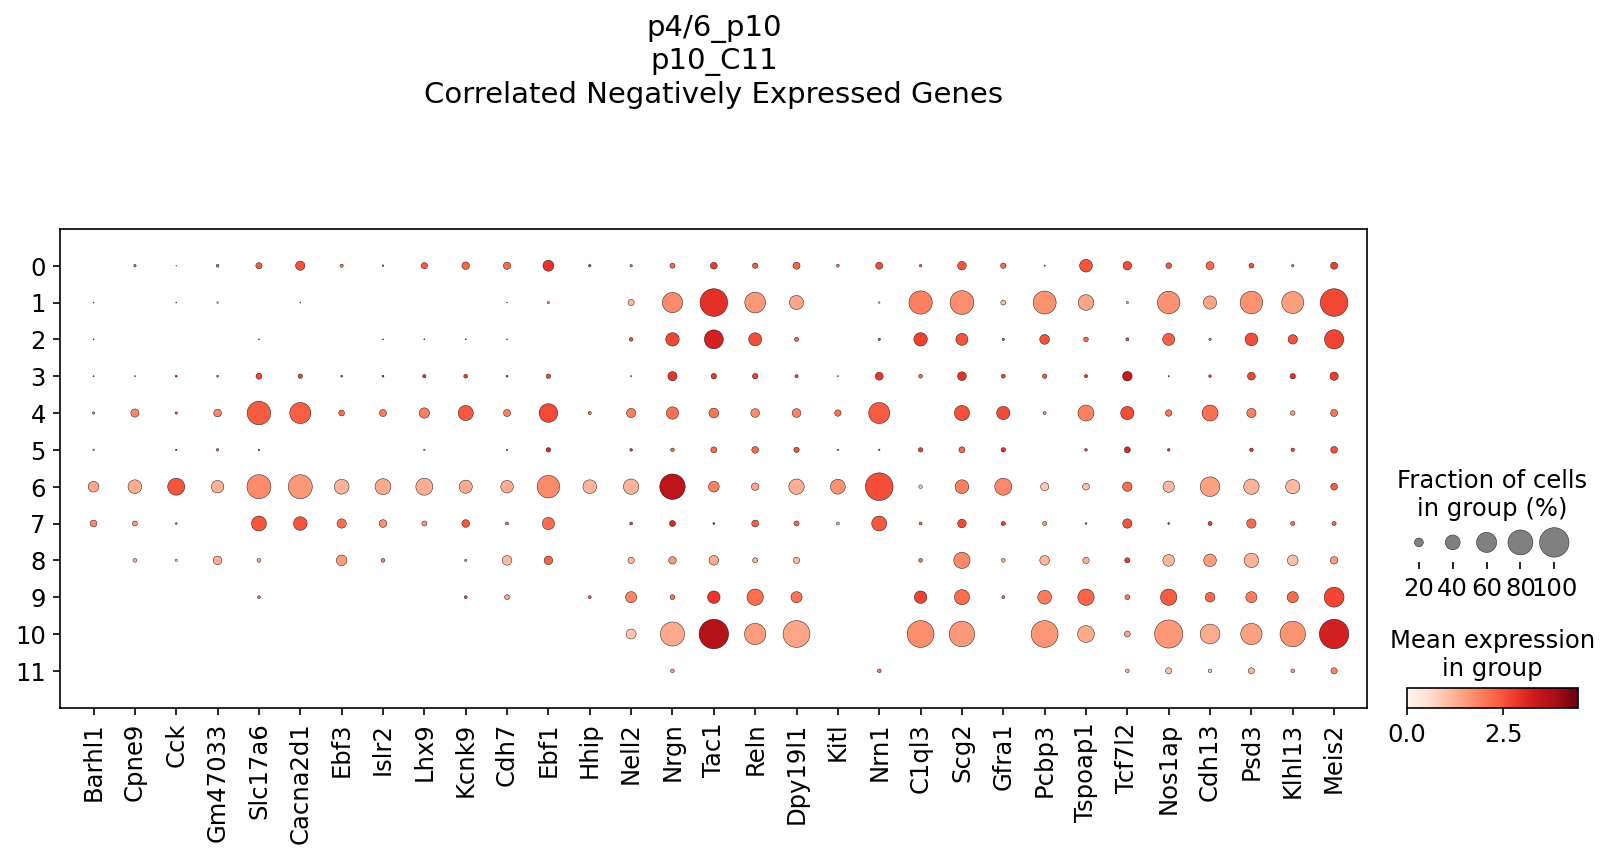 p4/6_p10
p10_C11
Correlated Negatively Expressed Genes
0
1
2
3
4
5
6
7
8
9
10
11
Barhl1 Cpne9 Cck Gm47033 Slc17a6 Cacna2d1 Ebf3 Islr2 Lhx9 Kcnk9 Cdh7 Ebf1 Hhip Nell2 Nrgn Tac1 Reln Dpy19l1 Kitl Nrn1 C1ql3 Scg2 Gfra1 Pcbp3 Tspoap1 Tcf7l2 Nos1ap Cdh13 Psd3 Klhl13 Meis2
Fraction of cells
in group (%)
20 40 60 80 100
Mean expression
in group
0.0 2.5